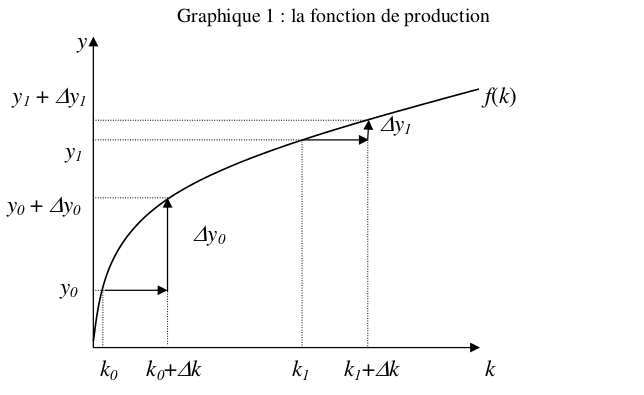 Graphique 1 : la fonction de production
y
y₁ + Δy₁
f(k)
Δy₁
y₁
y₀ + Δy₀
Δy₀
y₀
k₀ k₀+Δk k₁ k₁+Δk k